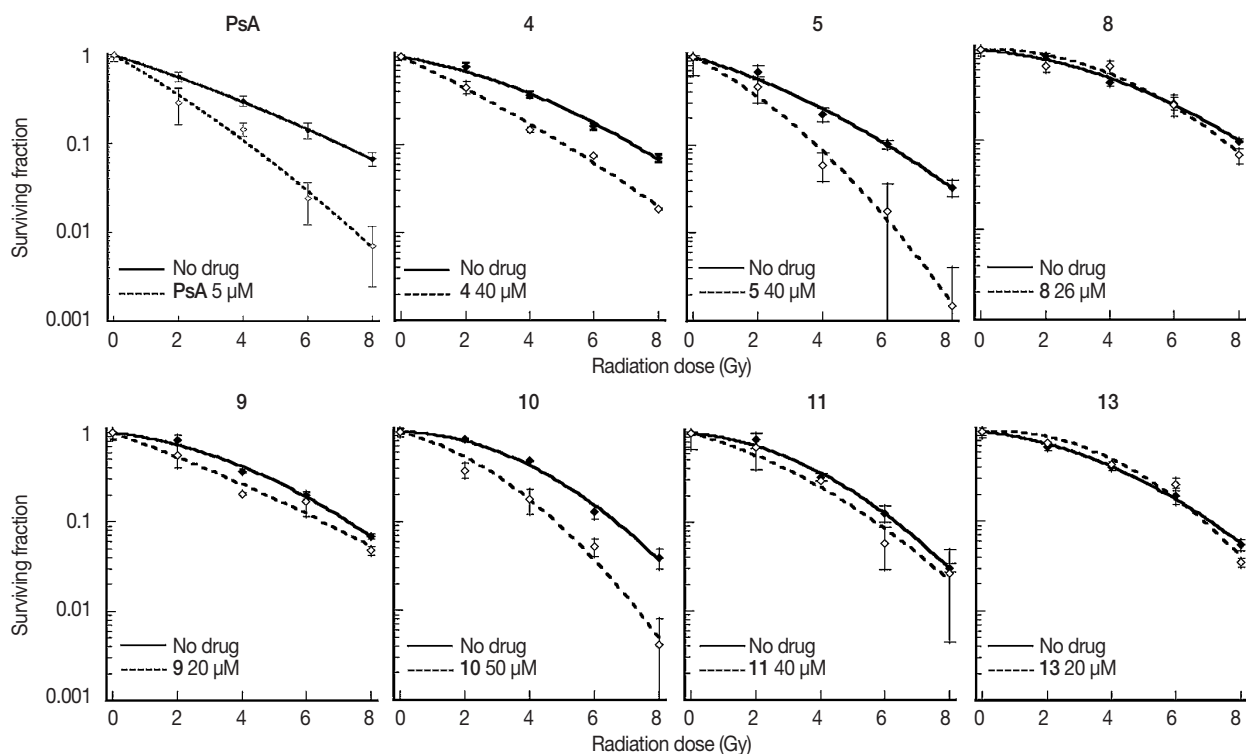 PsA 4 5 8
Surviving fraction
1
0.1
0.01
0.001
No drug
PsA 5 µM
No drug
4 40 µM
No drug
5 40 µM
No drug
8 26 µM
0 2 4 6 8 0 2 4 6 8 0 2 4 6 8 0 2 4 6 8
Radiation dose (Gy)
9 10 11 13
Surviving fraction
1
0.1
0.01
0.001
No drug
9 20 µM
No drug
10 50 µM
No drug
11 40 µM
No drug
13 20 µM
0 2 4 6 8 0 2 4 6 8 0 2 4 6 8 0 2 4 6 8
Radiation dose (Gy)